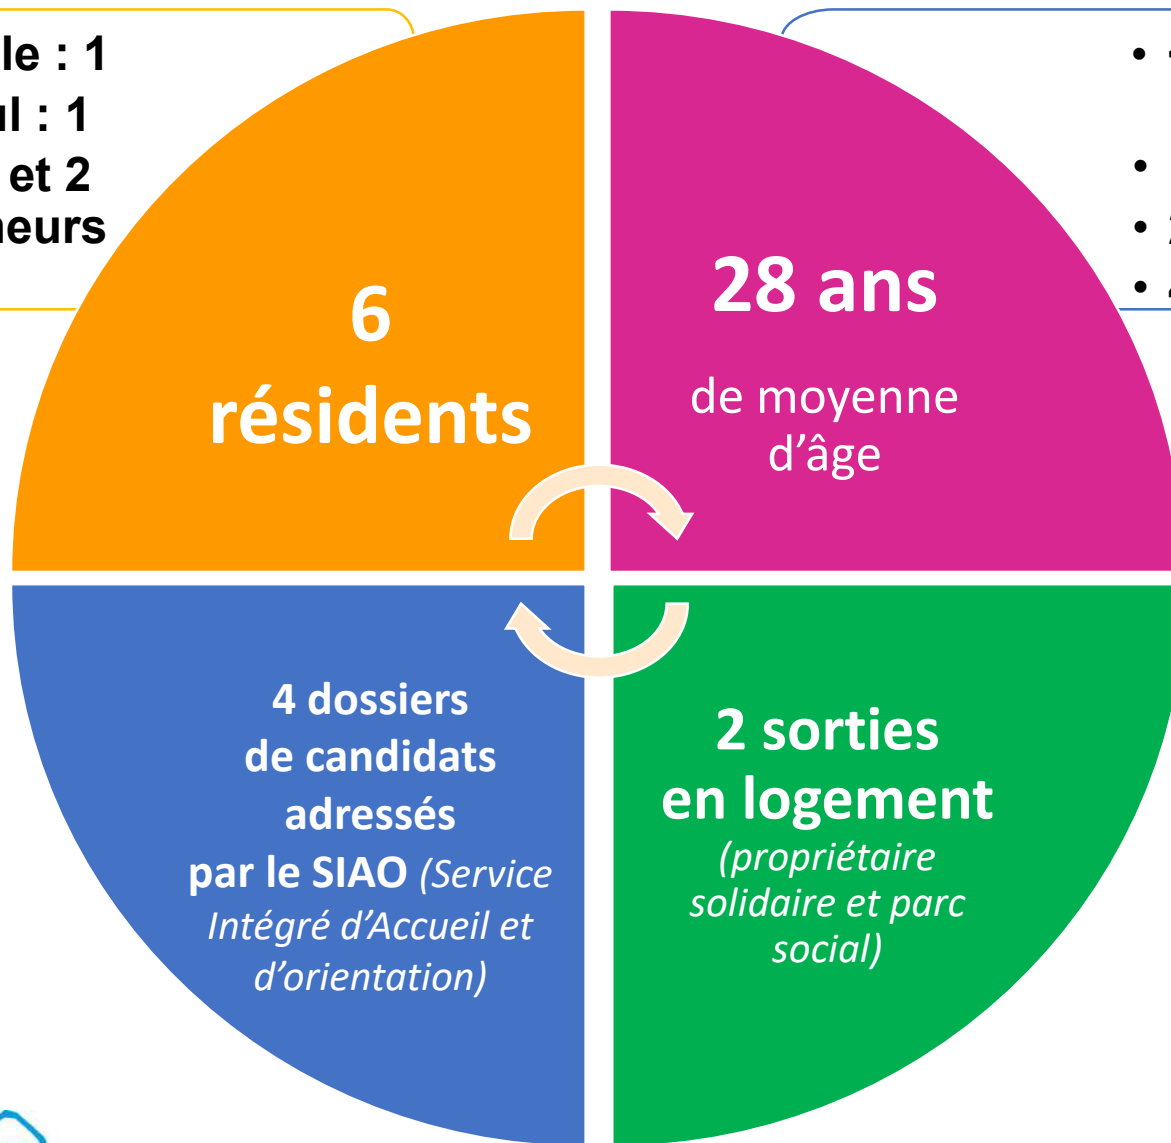 le : 1
l : 1
et 2
eurs
6
résidents
28 ans
de moyenne
d’âge
4 dossiers
de candidats
adressés
par le SIAO (Service
Intégré d’Accueil et
d’orientation)
2 sorties
en logement
(propriétaire
solidaire et parc
social)